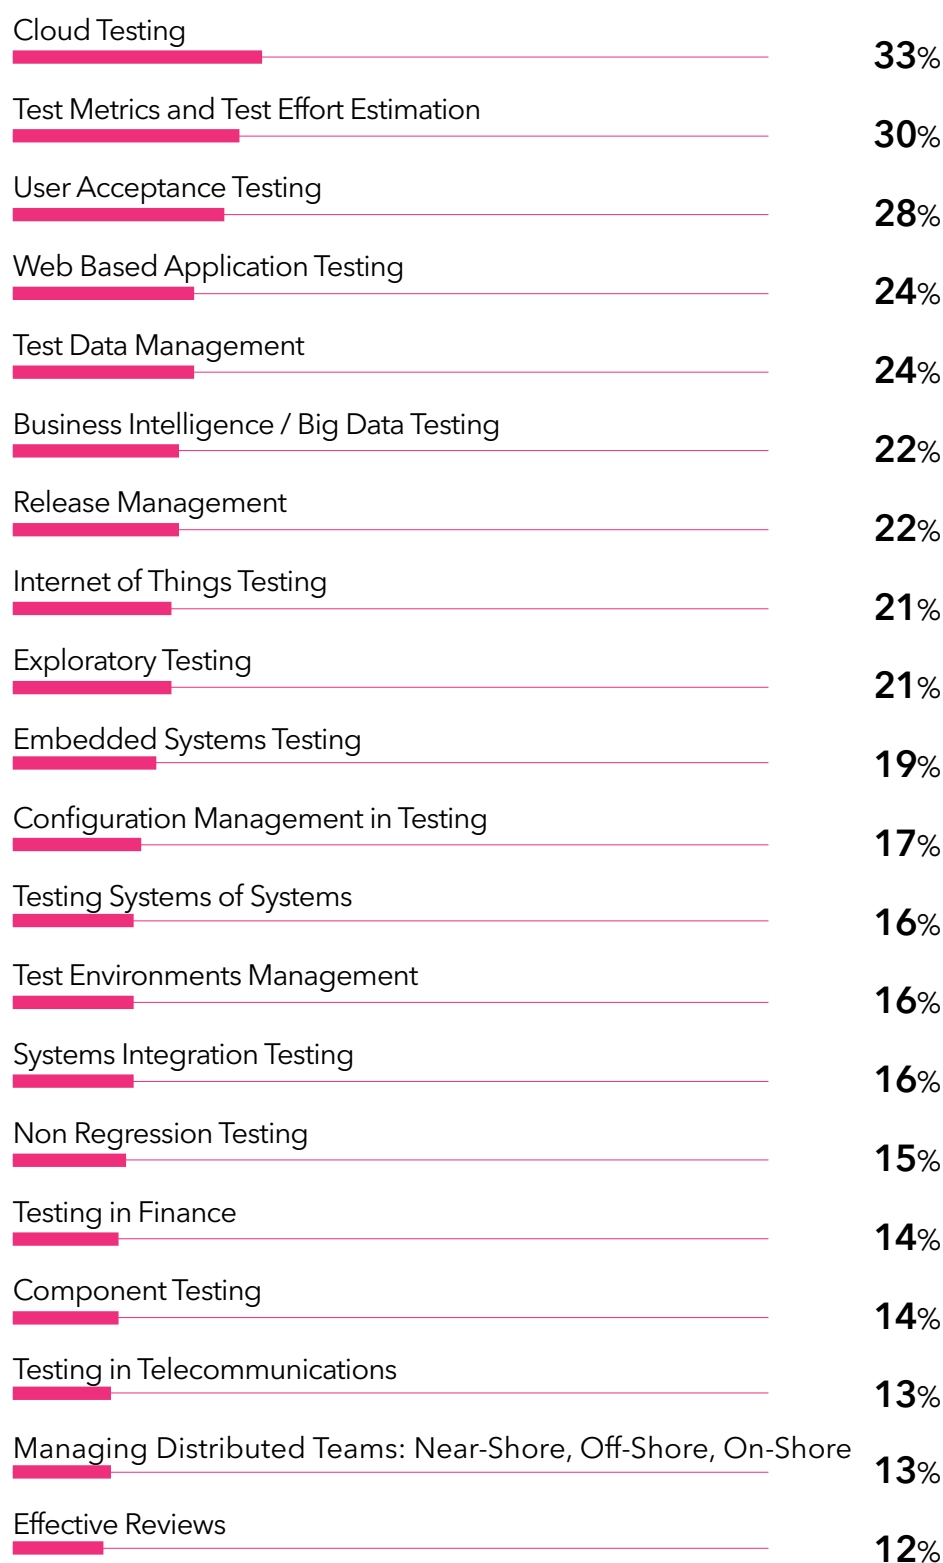 Cloud Testing
33%
Test Metrics and Test Effort Estimation
30%
User Acceptance Testing
28%
Web Based Application Testing
24%
Test Data Management
24%
Business Intelligence / Big Data Testing
22%
Release Management
22%
Internet of Things Testing
21%
Exploratory Testing
21%
Embedded Systems Testing
19%
Configuration Management in Testing
17%
Testing Systems of Systems
16%
Test Environments Management
16%
Systems Integration Testing
16%
Non Regression Testing
15%
Testing in Finance
14%
Component Testing
14%
Testing in Telecommunications
13%
Managing Distributed Teams: Near-Shore, Off-Shore, On-Shore
13%
Effective Reviews
12%